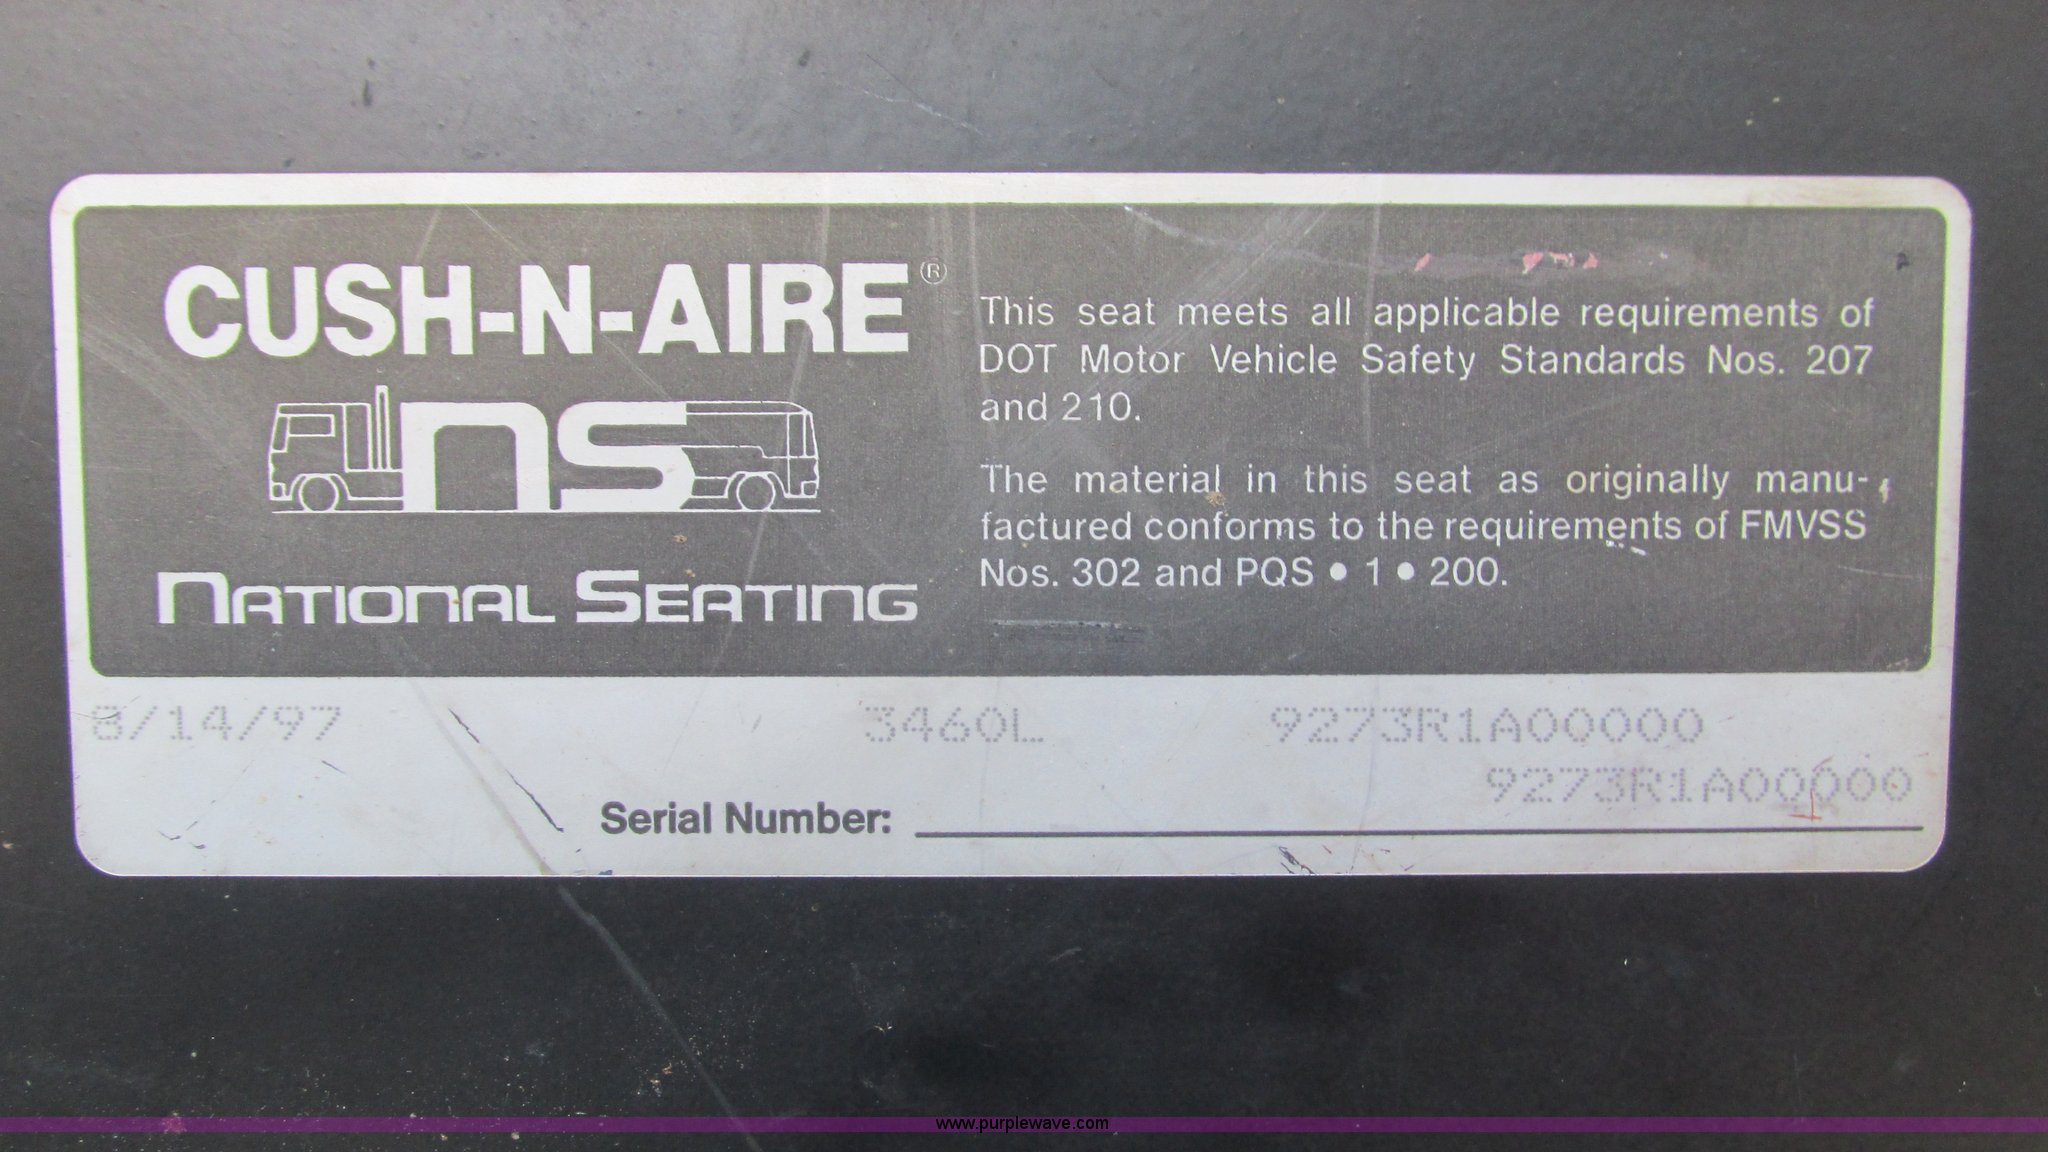 CUSH-N-AIRE®
ns
NATIONAL SEATING
This seat meets all applicable requirements of
DOT Motor Vehicle Safety Standards Nos. 207
and 210.
The material in this seat as originally manu-
factured conforms to the requirements of FMVSS
Nos. 302 and PQS • 1 • 200.
8/14/97 3460L 9273R1A00000
9273R1A00000
Serial Number:
www.purplewave.com